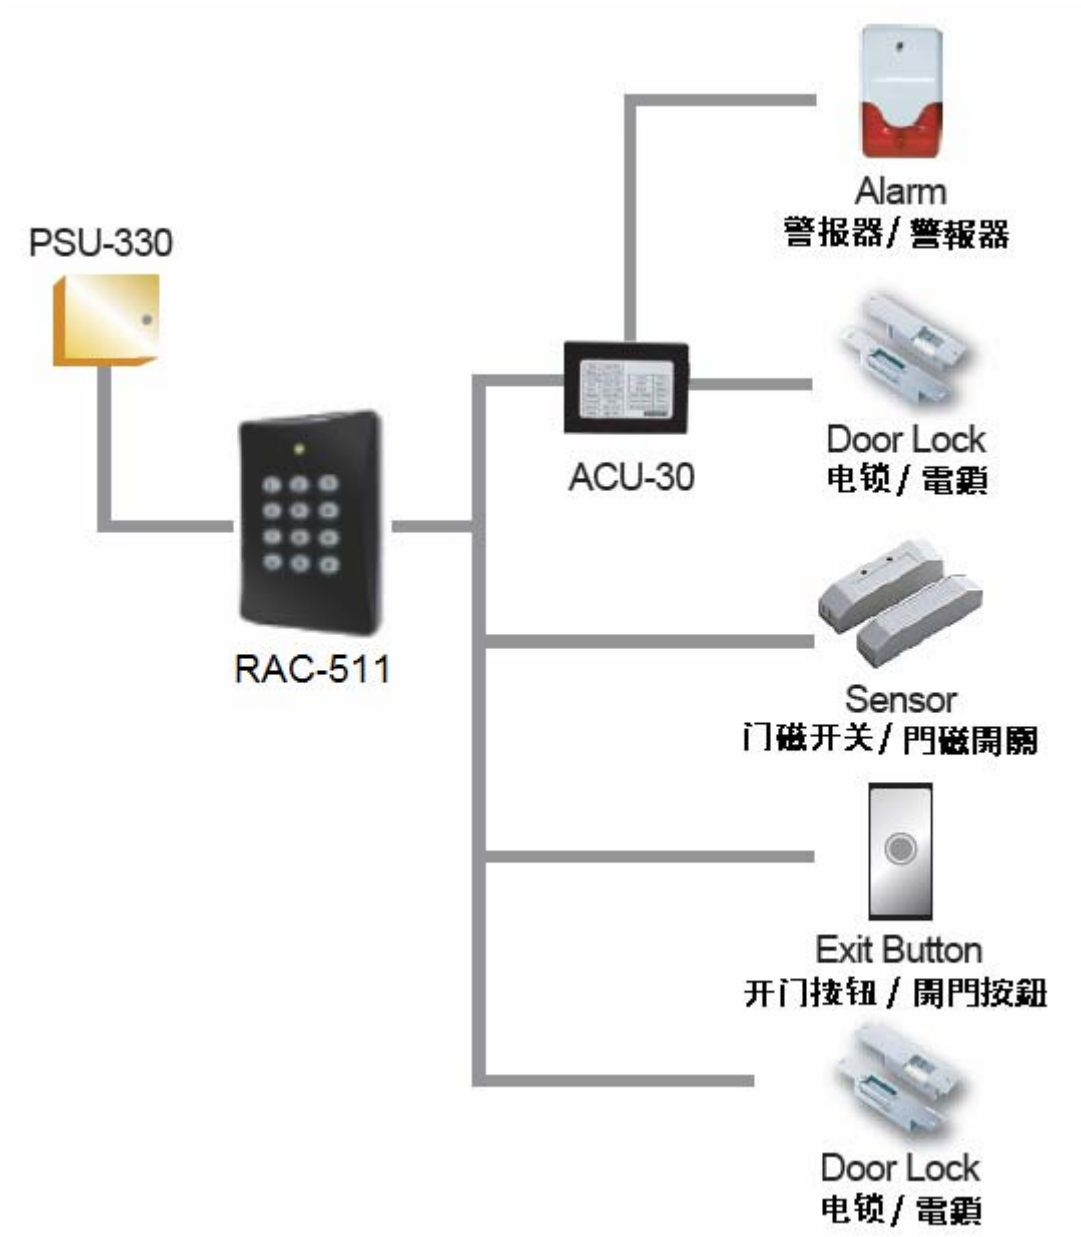 Alarm
警报器/ 警報器
PSU-330
Door Lock
电锁/ 電鎖
ACU-30
RAC-511
Sensor
门磁开关/ 門磁開關
Exit Button
开门按钮 / 開門按鈕
Door Lock
电锁/ 電鎖